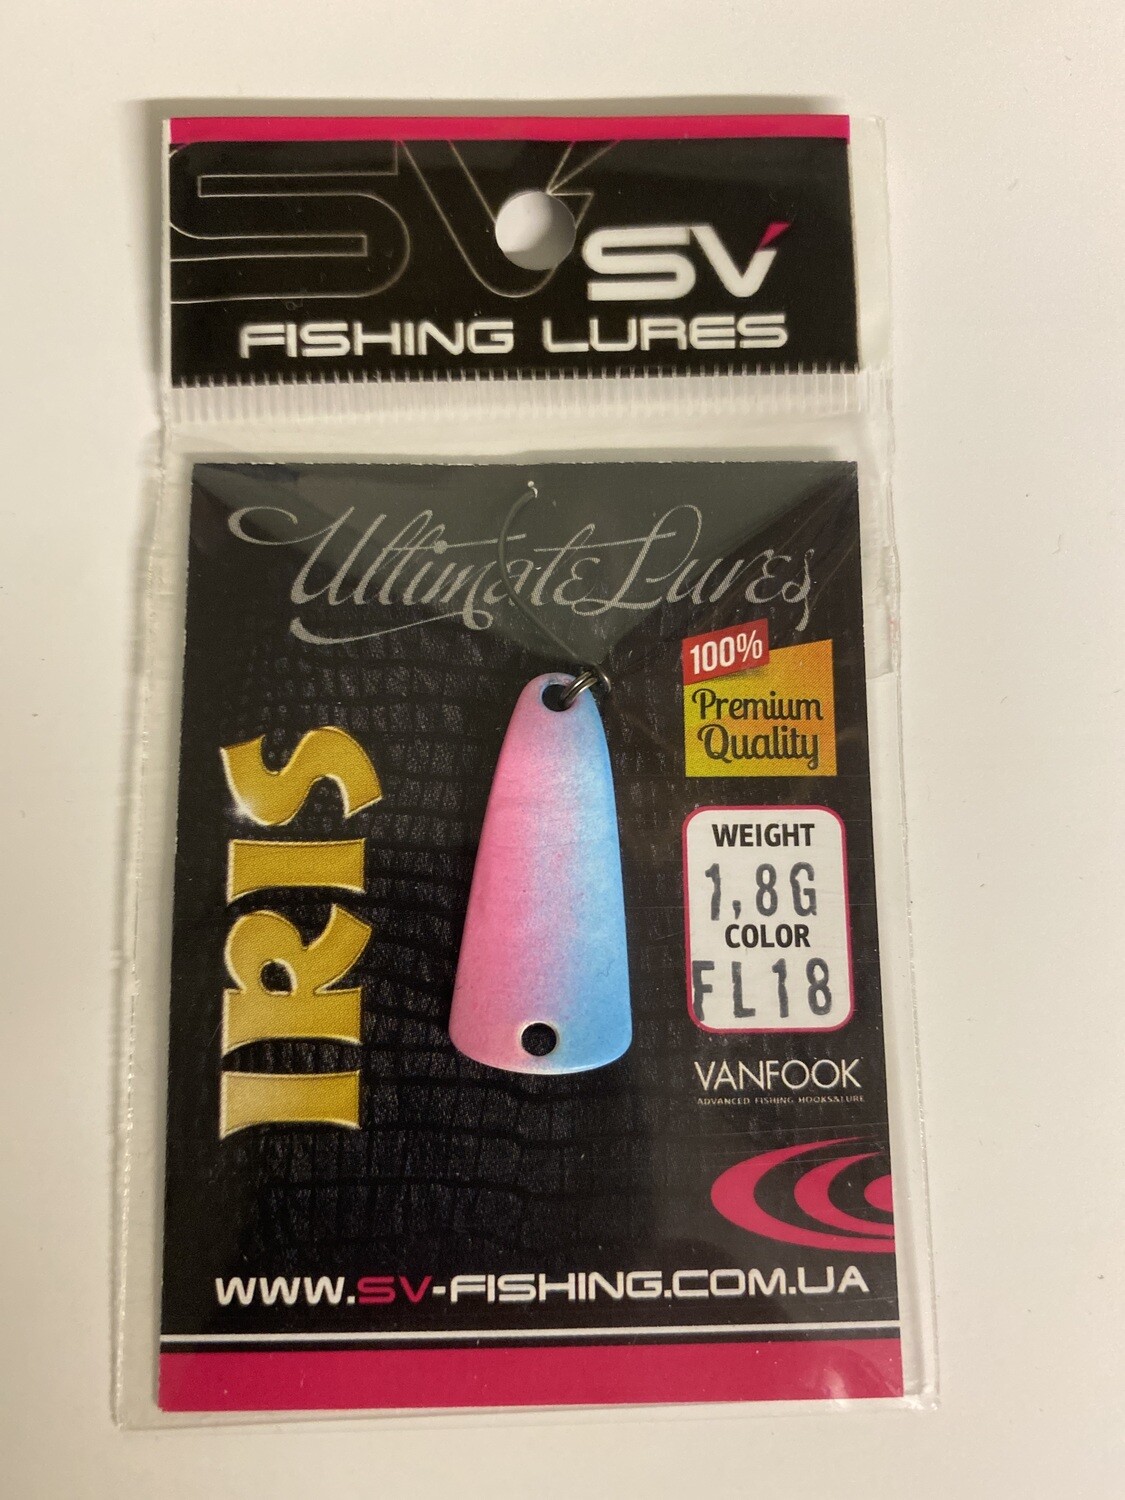 SV
SV
FISHING LURES
Ultimate Lures
100%
Premium
Quality
IRIS
WEIGHT
1,8G
COLOR
FL18
VANFOOK
ADVANCED FISHING HOOKS&LURE
WWW.SV-FISHING.COM.UA